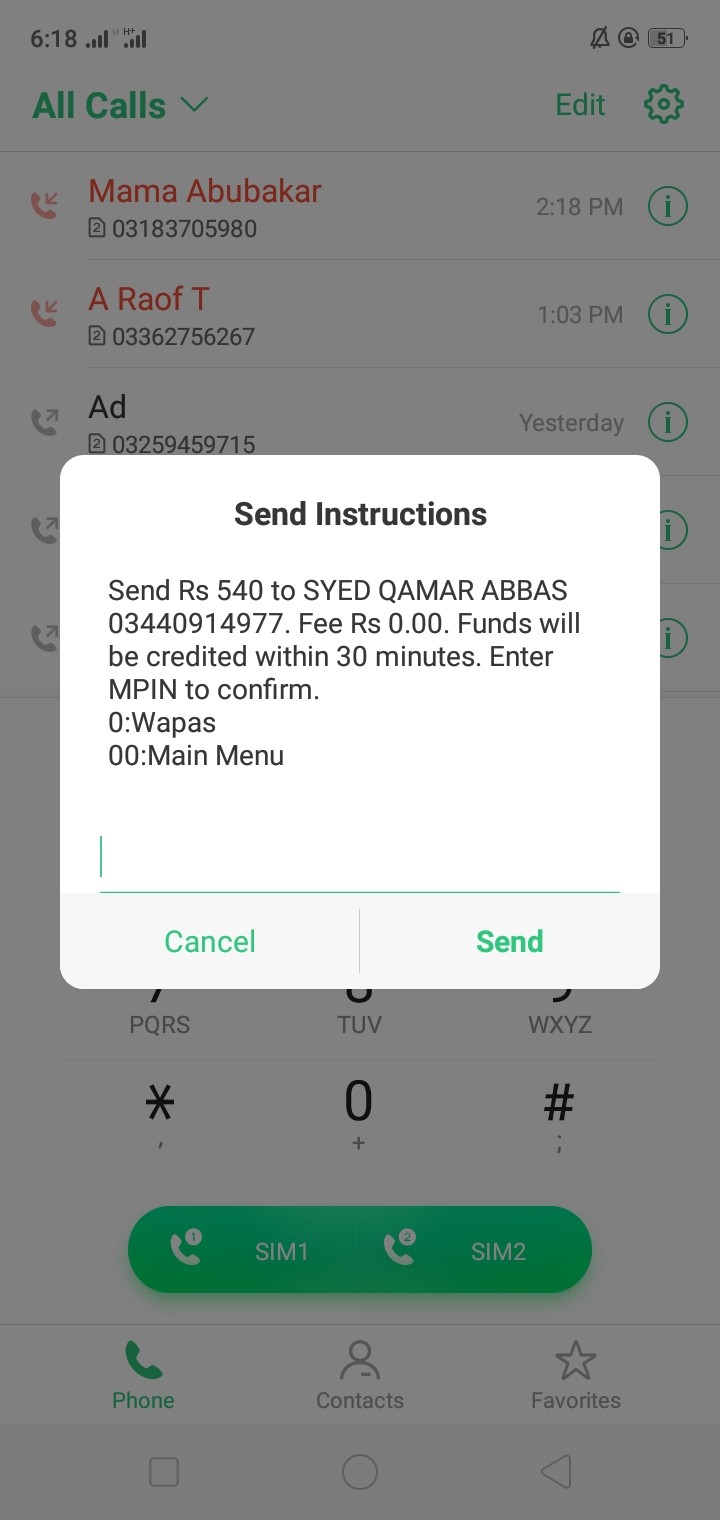 6:18 H+ 51
All Calls Edit
Mama Abubakar
2 03183705980 2:18 PM
A Raof T
2 03362756267 1:03 PM
Ad
2 03259459715 Yesterday
Send Instructions
Send Rs 540 to SYED QAMAR ABBAS
03440914977. Fee Rs 0.00. Funds will
be credited within 30 minutes. Enter
MPIN to confirm.
0:Wapas
00:Main Menu
Cancel Send
PQRS TUV WXYZ
* 0 #
, + ;
1 SIM1 2 SIM2
Phone Contacts Favorites